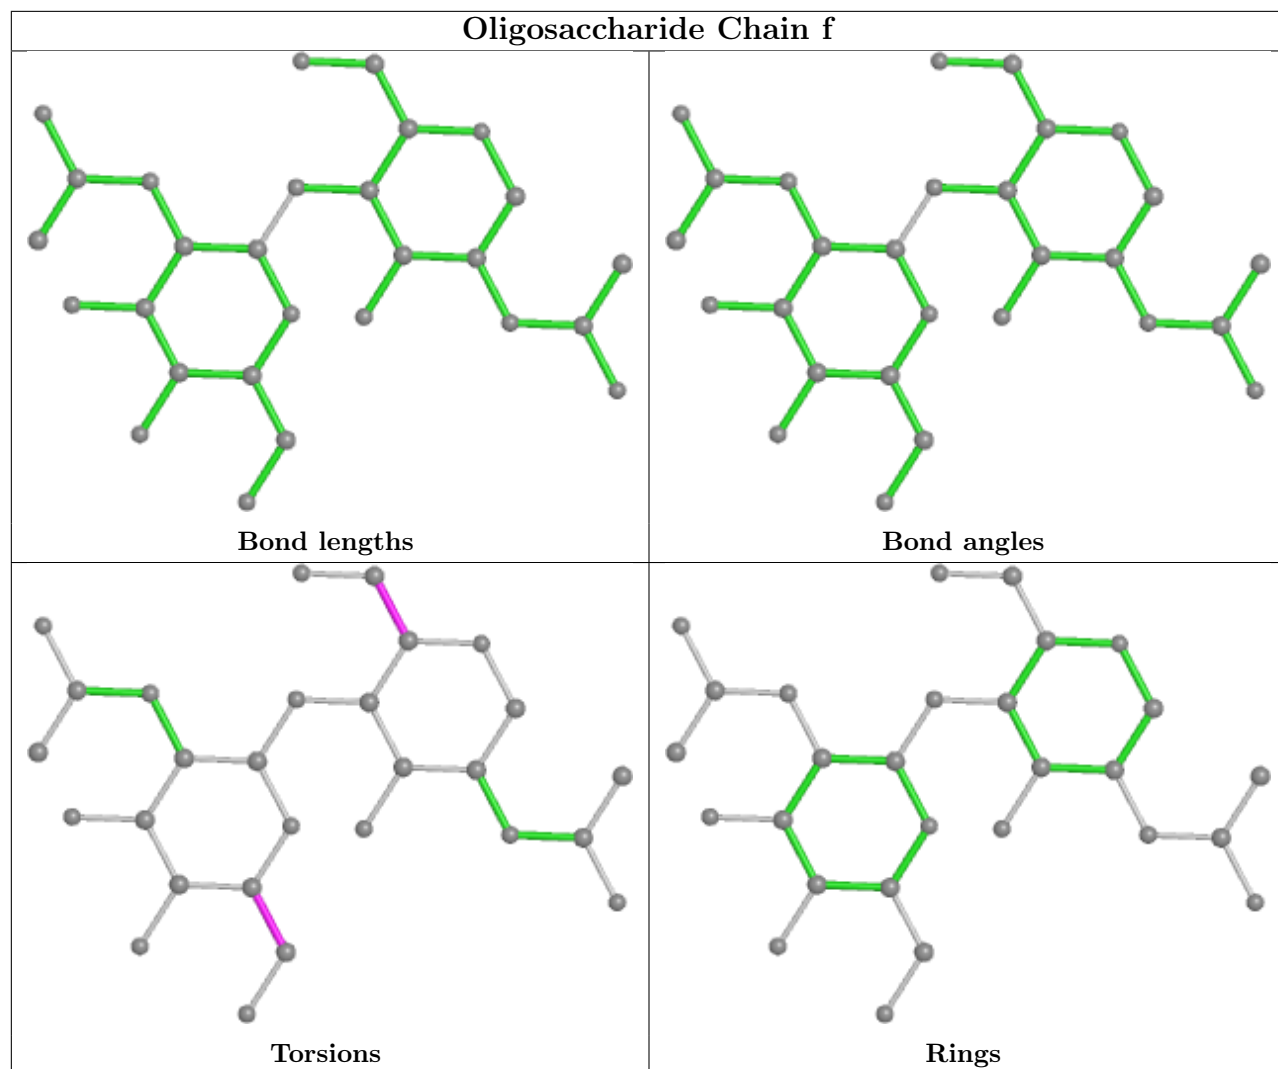 Oligosaccharide Chain f
Bond lengths
Bond angles
Torsions
Rings